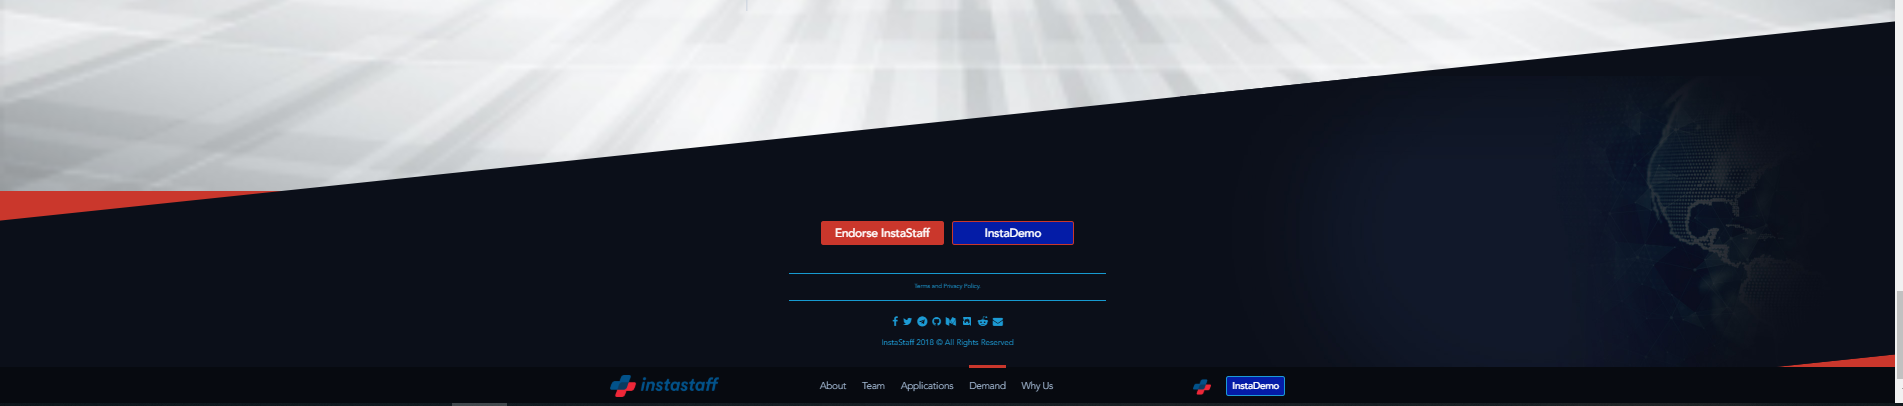 Endorse InstaStaff InstaDemo
Terms and Privacy Policy
InstaStaff 2018 © All Rights Reserved
instastaff About Team Applications Demand Why Us InstaDemo